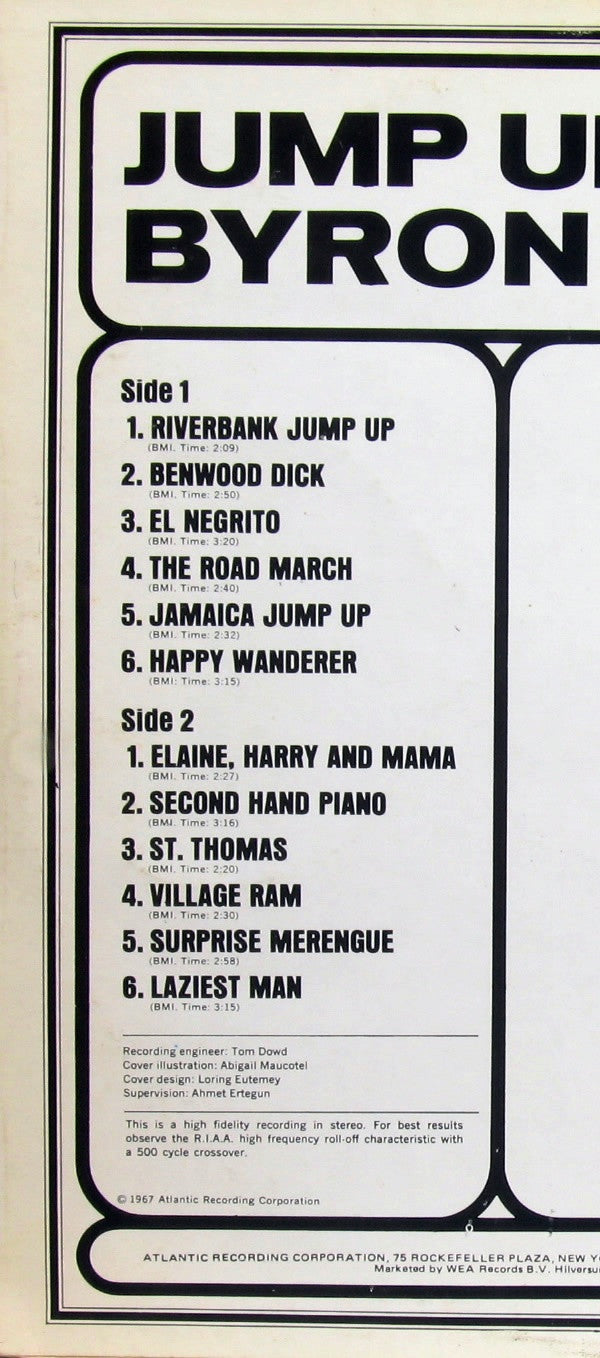 JUMP U
BYRON
Side 1
1. RIVERBANK JUMP UP
(BMI. Time: 2:09)
2. BENWOOD DICK
(BMI. Time: 2:50)
3. EL NEGRITO
(BMI. Time: 3:20)
4. THE ROAD MARCH
(BMI. Time: 2:40)
5. JAMAICA JUMP UP
(BMI. Time: 2:32)
6. HAPPY WANDERER
(BMI: Time: 3:15)
Side 2
1. ELAINE, HARRY AND MAMA
(BMI. Time: 2:27)
2. SECOND HAND PIANO
(BMI. Time: 3:16)
3. ST. THOMAS
(BMI. Time: 2:20)
4. VILLAGE RAM
(BMI. Time: 2:30)
5. SURPRISE MERENGUE
(BMI. Time: 2:58)
6. LAZIEST MAN
(BMI. Time: 3:15)
Recording engineer: Tom Dowd
Cover illustration: Abigail Maucotel
Cover design: Loring Eutemey
Supervision: Ahmet Ertegun
This is a high fidelity recording in stereo. For best results
observe the R.I.A.A. high frequency roll-off characteristic with
a 500 cycle crossover.
© 1967 Atlantic Recording Corporation
ATLANTIC RECORDING CORPORATION, 75 ROCKEFELLER PLAZA, NEW Y
Marketed by WEA Records B.V. Hilversu